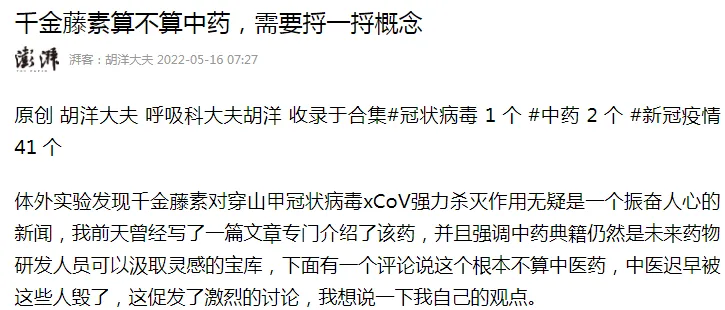 千金藤素算不算中药，需要捋一捋概念
澎湃 湃客：胡洋大夫 2022-05-16 07:27
原创 胡洋大夫 呼吸科大夫胡洋 收录于合集#冠状病毒 1 个 #中药 2 个 #新冠疫情
41 个
体外实验发现千金藤素对穿山甲冠状病毒xCoV强力杀灭作用无疑是一个振奋人心的
新闻，我前天曾经写了一篇文章专门介绍了该药，并且强调中药典籍仍然是未来药物
研发人员可以汲取灵感的宝库，下面有一个评论说这个根本不算中医药，中医迟早被
这些人毁了，这促发了激烈的讨论，我想说一下我自己的观点。